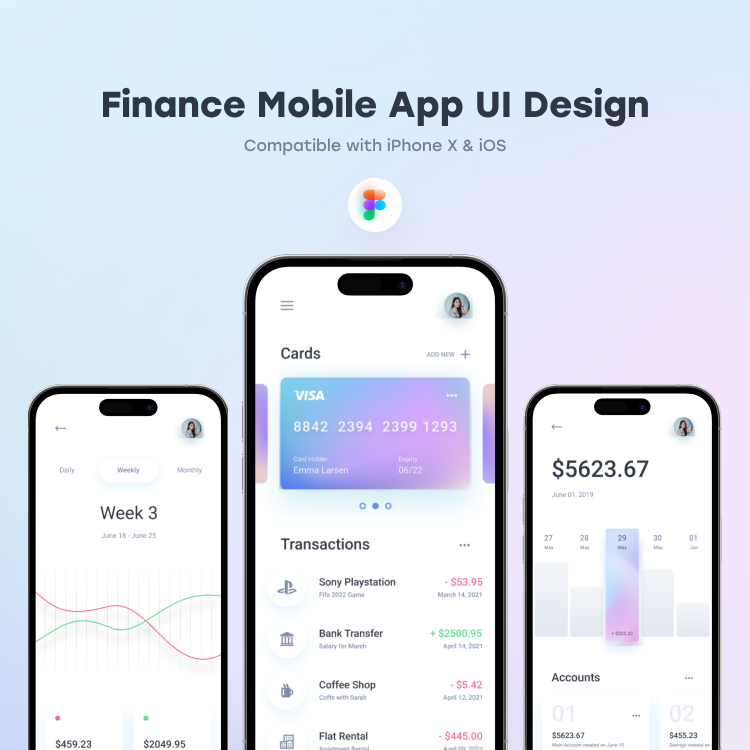 Finance Mobile App UI Design
Compatible with iPhone X & iOS
Cards
ADD NEW
VISA
8842 2394 2399 1293
Card Holder
Expiry
Emma Larsen
06/22
Transactions
Sony Playstation
- $53.95
Fifa 2022 Game
March 14, 2021
Bank Transfer
+ $2500.95
Salary for March
April 14, 2021
Coffee Shop
- $5.42
Coffe with Sarah
April 12, 2021
Flat Rental
- $445.00
Apartment Rental
April 09, 2021
Daily
Weekly
Monthly
Week 3
June 18 - June 25
$459.23
$2049.95
$5623.67
June 01, 2019
27
28
29
30
01
May
May
May
May
Jun
Accounts
01
02
$5623.67
$455.23
Main Account created on June 15
Savings created on